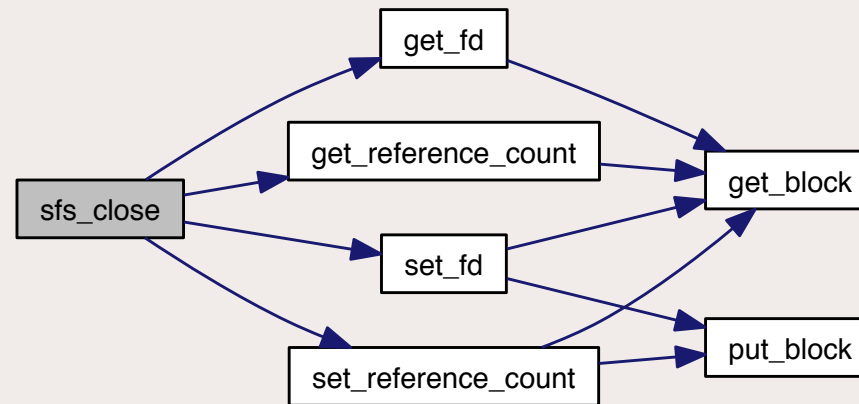 get_fd
get_reference_count
get_block
sfs_close
set_fd
put_block
set_reference_count